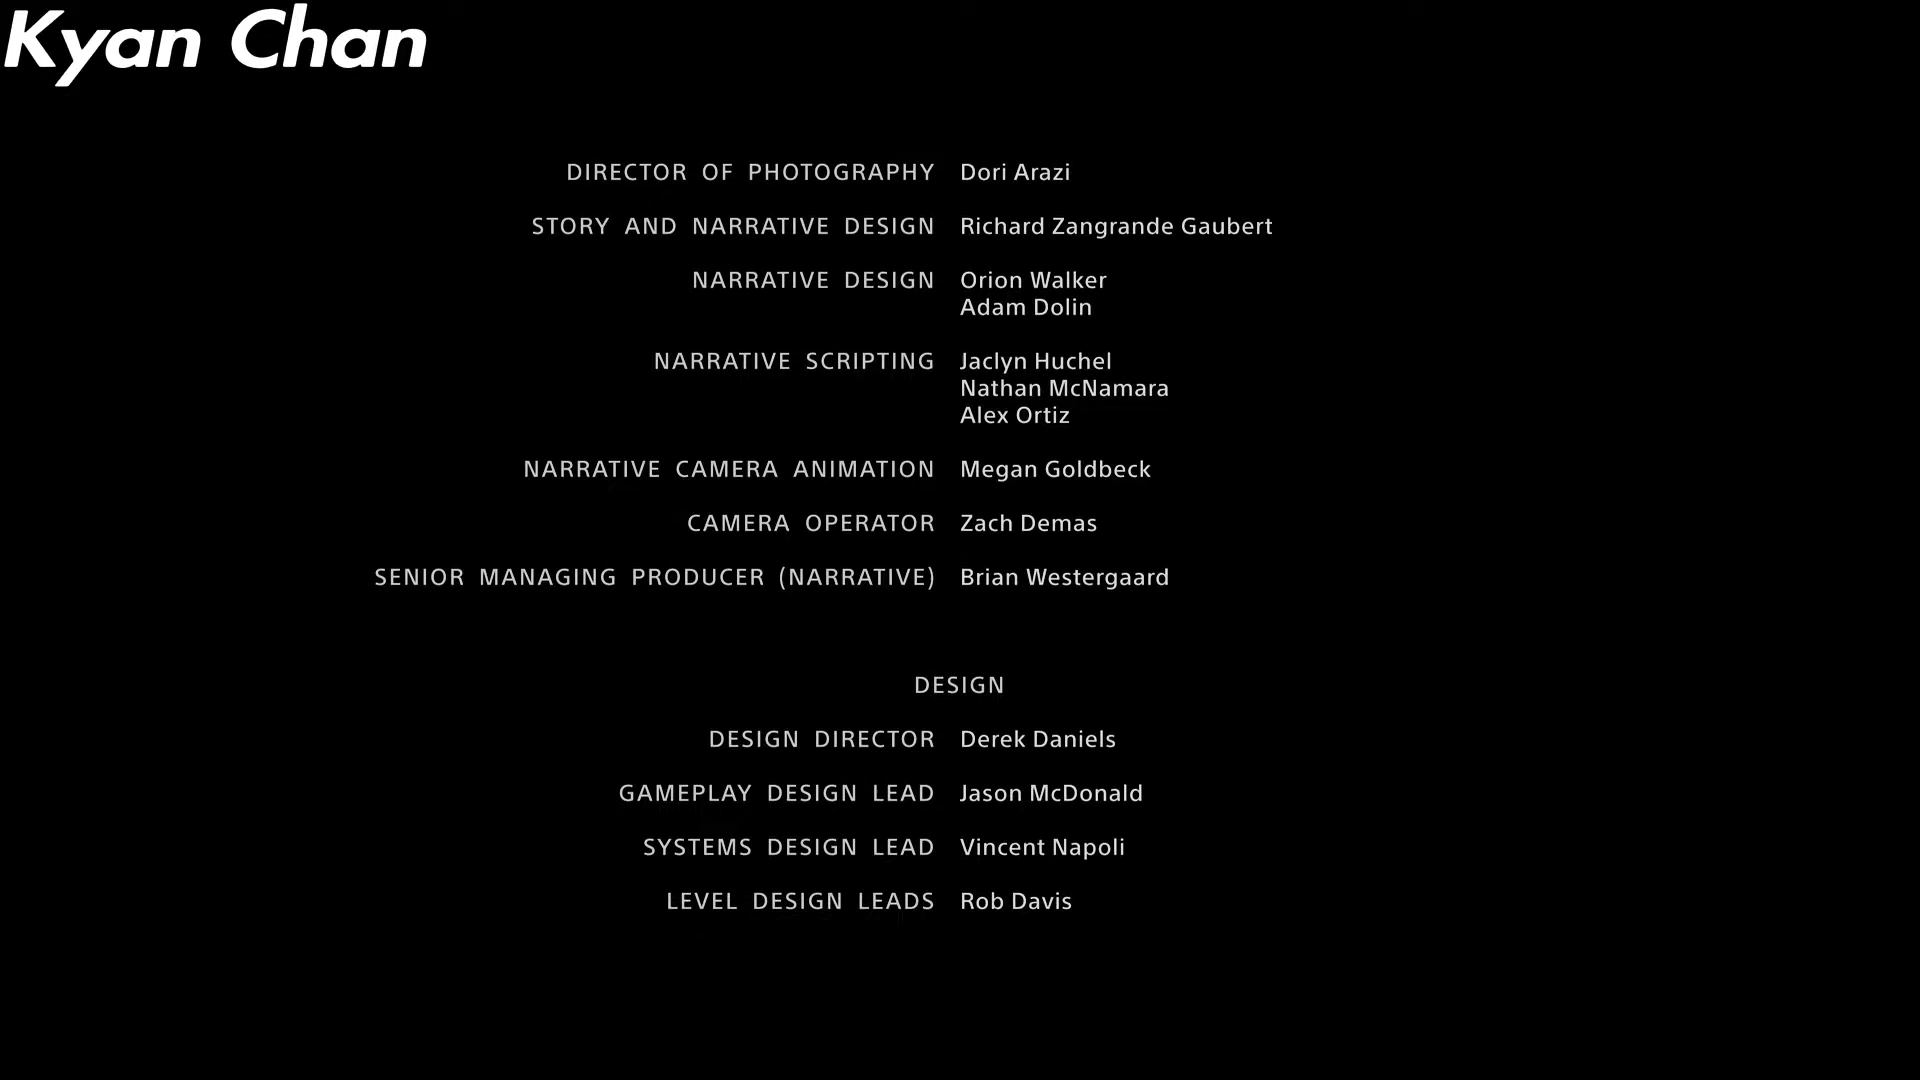 Kyan Chan
DIRECTOR OF PHOTOGRAPHY Dori Arazi
STORY AND NARRATIVE DESIGN Richard Zangrande Gaubert
NARRATIVE DESIGN Orion Walker
Adam Dolin
NARRATIVE SCRIPTING Jaclyn Huchel
Nathan McNamara
Alex Ortiz
NARRATIVE CAMERA ANIMATION Megan Goldbeck
CAMERA OPERATOR Zach Demas
SENIOR MANAGING PRODUCER (NARRATIVE) Brian Westergaard
DESIGN
DESIGN DIRECTOR Derek Daniels
GAMEPLAY DESIGN LEAD Jason McDonald
SYSTEMS DESIGN LEAD Vincent Napoli
LEVEL DESIGN LEADS Rob Davis